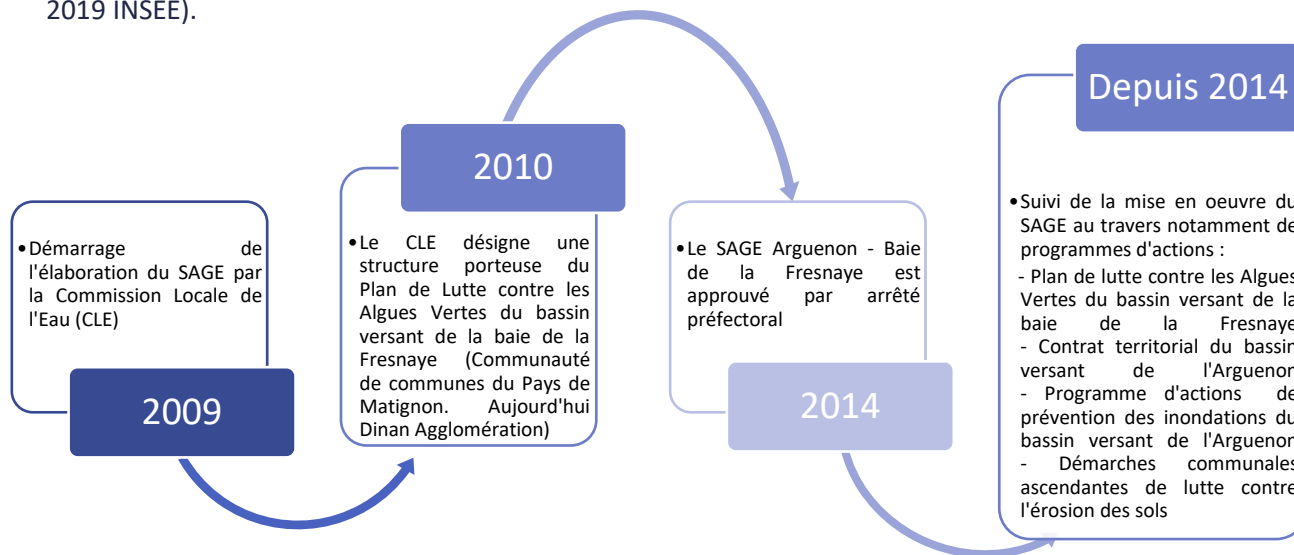 2019 INSEE).
•Démarrage de
l'élaboration du SAGE par
la Commission Locale de
l'Eau (CLE)
2009
2010
•Le CLE désigne une
structure porteuse du
Plan de Lutte contre les
Algues Vertes du bassin
versant de la baie de la
Fresnaye (Communauté
de communes du Pays de
Matignon. Aujourd'hui
Dinan Agglomération)
•Le SAGE Arguenon - Baie
de la Fresnaye est
approuvé par arrêté
préfectoral
2014
Depuis 2014
•Suivi de la mise en oeuvre du
SAGE au travers notamment de
programmes d'actions :
- Plan de lutte contre les Algues
Vertes du bassin versant de la
baie de la Fresnaye
- Contrat territorial du bassin
versant de l'Arguenon
- Programme d'actions de
prévention des inondations du
bassin versant de l'Arguenon
- Démarches communales
ascendantes de lutte contre
l'érosion des sols